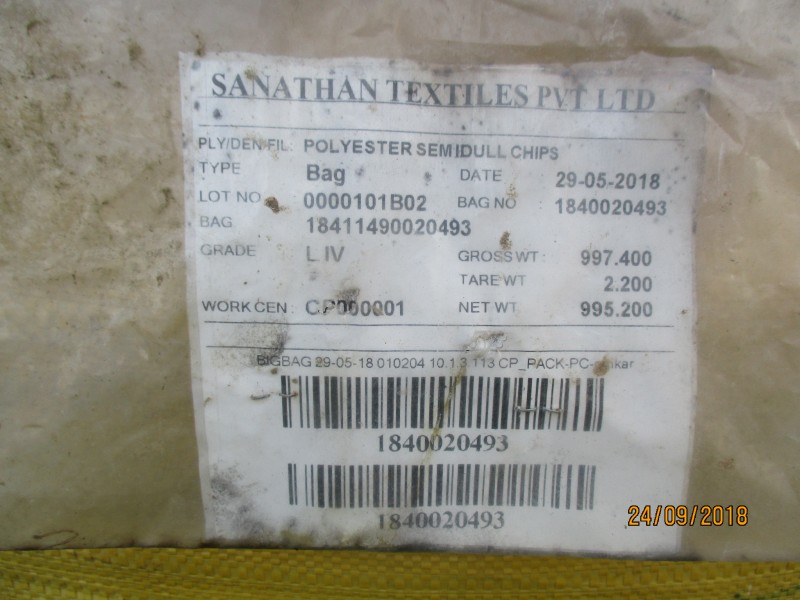 SANATHAN TEXTILES PVT LTD
PLY/DEN/FIL: POLYESTER SEMIDULL CHIPS
TYPE Bag DATE : 29-05-2018
LOT NO : 0000101B02 BAG NO : 1840020493
BAG 18411490020493
GRADE L IV GROSS WT : 997.400
TARE WT 2.200
WORK CEN : CP000001 NET WT 995.200
BIGBAG 29-05-18 010204 10.1.3.113 CP_PACK-PC-
1840020493
1840020493
24/09/2018